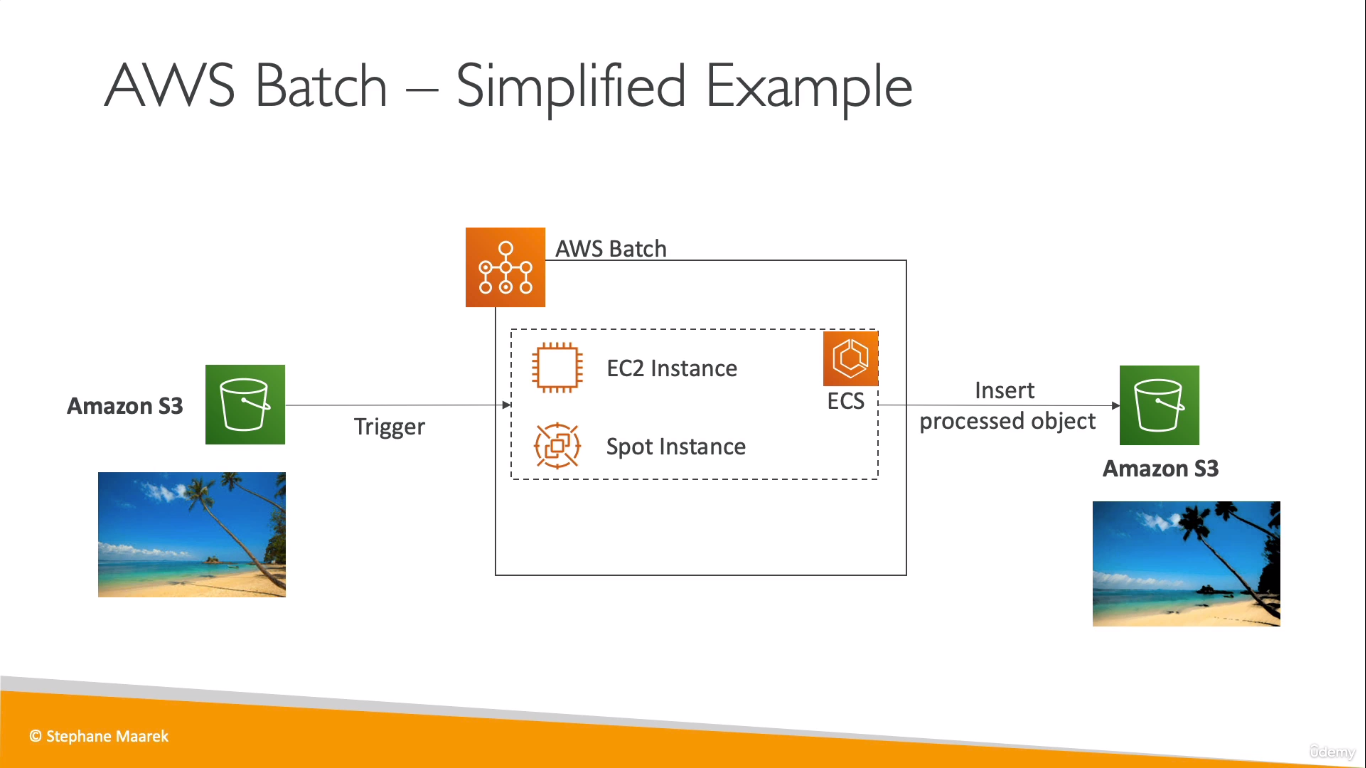 AWS Batch – Simplified Example
AWS Batch
EC2 Instance
ECS
Spot Instance
Amazon S3
Trigger
Insert
processed object
Amazon S3
© Stephane Maarek
ûdemy